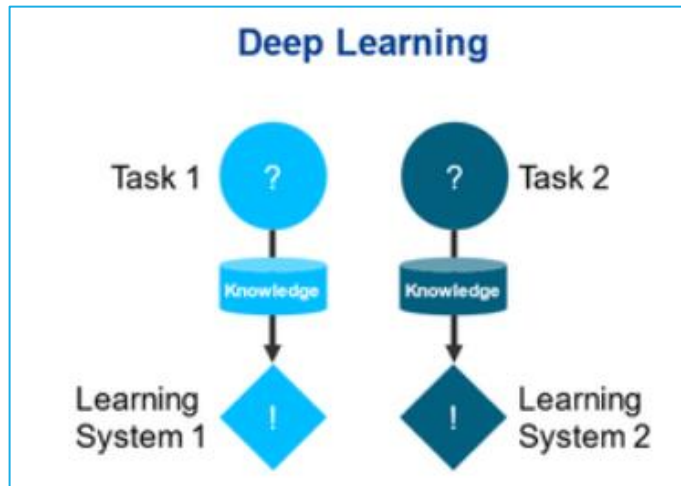 Deep Learning
Task 1
?
?
Task 2
Knowledge
Knowledge
Learning
System 1
!
!
Learning
System 2